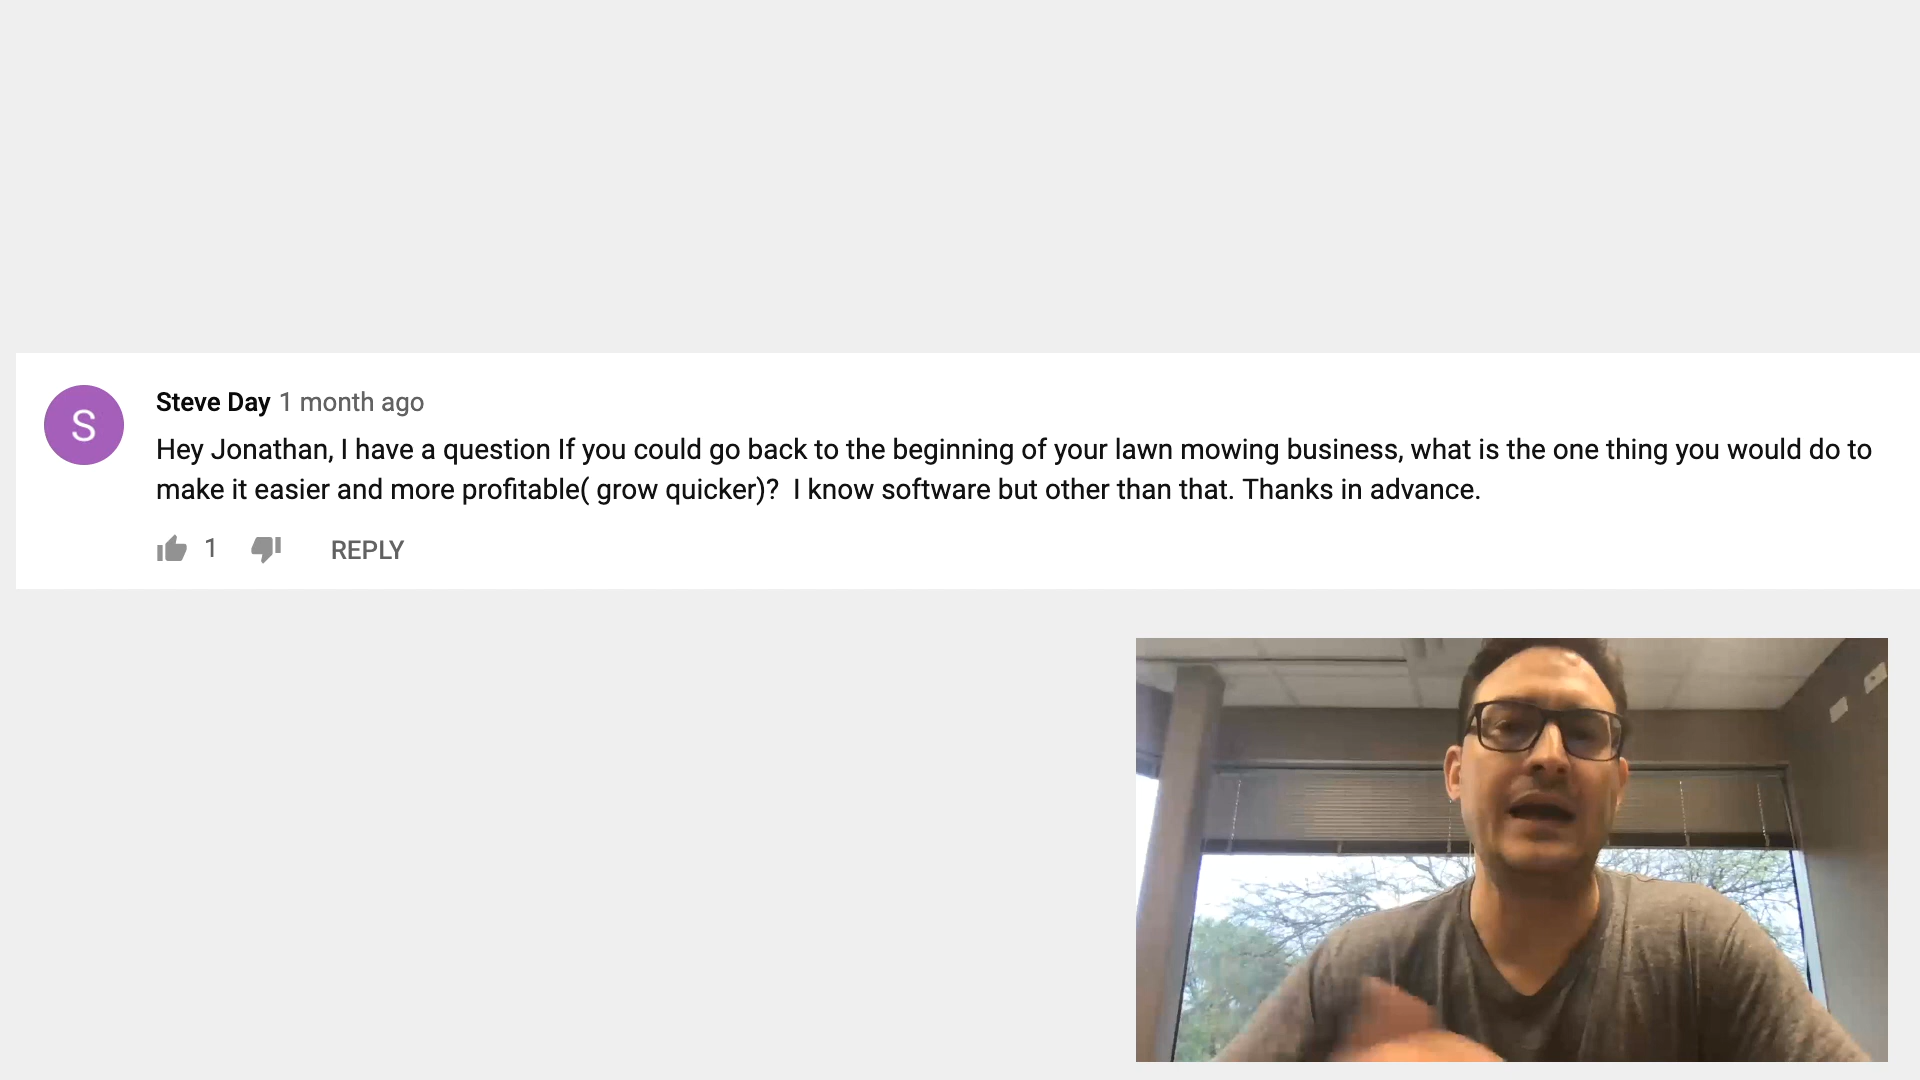 S
Steve Day 1 month ago
Hey Jonathan, I have a question If you could go back to the beginning of your lawn mowing business, what is the one thing you would do to
make it easier and more profitable( grow quicker)?  I know software but other than that. Thanks in advance.
1 REPLY